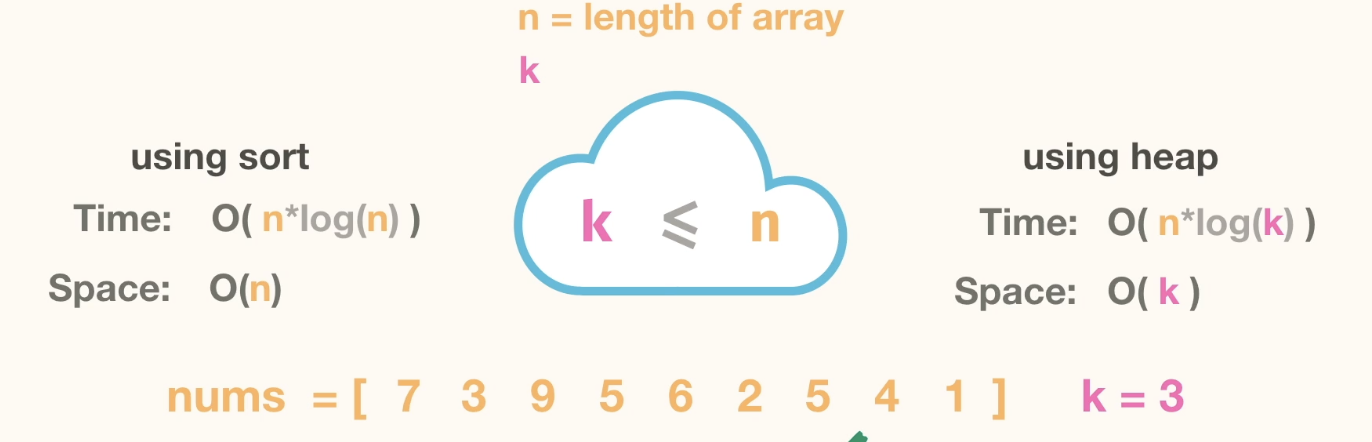 n = length of array
k
using sort
Time: O( n*log(n) )
Space: O(n)
k ⩽ n
using heap
Time: O( n*log(k) )
Space: O( k )
nums = [ 7 3 9 5 6 2 5 4 1 ] k = 3